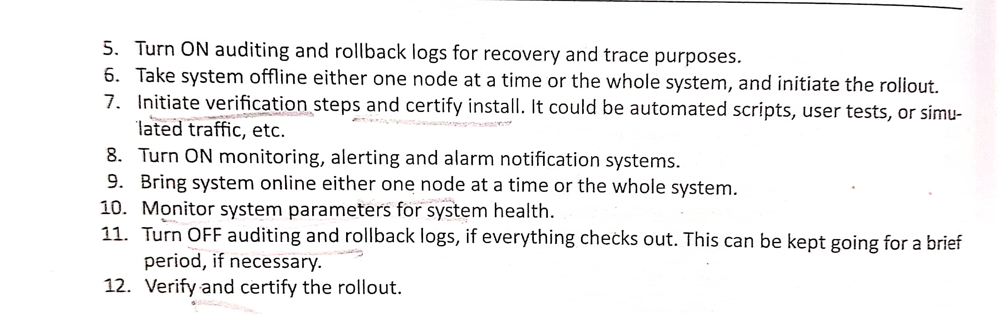 5. Turn ON auditing and rollback logs for recovery and trace purposes.
6. Take system offline either one node at a time or the whole system, and initiate the rollout.
7. Initiate verification steps and certify install. It could be automated scripts, user tests, or simu-
lated traffic, etc.
8. Turn ON monitoring, alerting and alarm notification systems.
9. Bring system online either one node at a time or the whole system.
10. Monitor system parameters for system health.
11. Turn OFF auditing and rollback logs, if everything checks out. This can be kept going for a brief
period, if necessary.
12. Verify and certify the rollout.